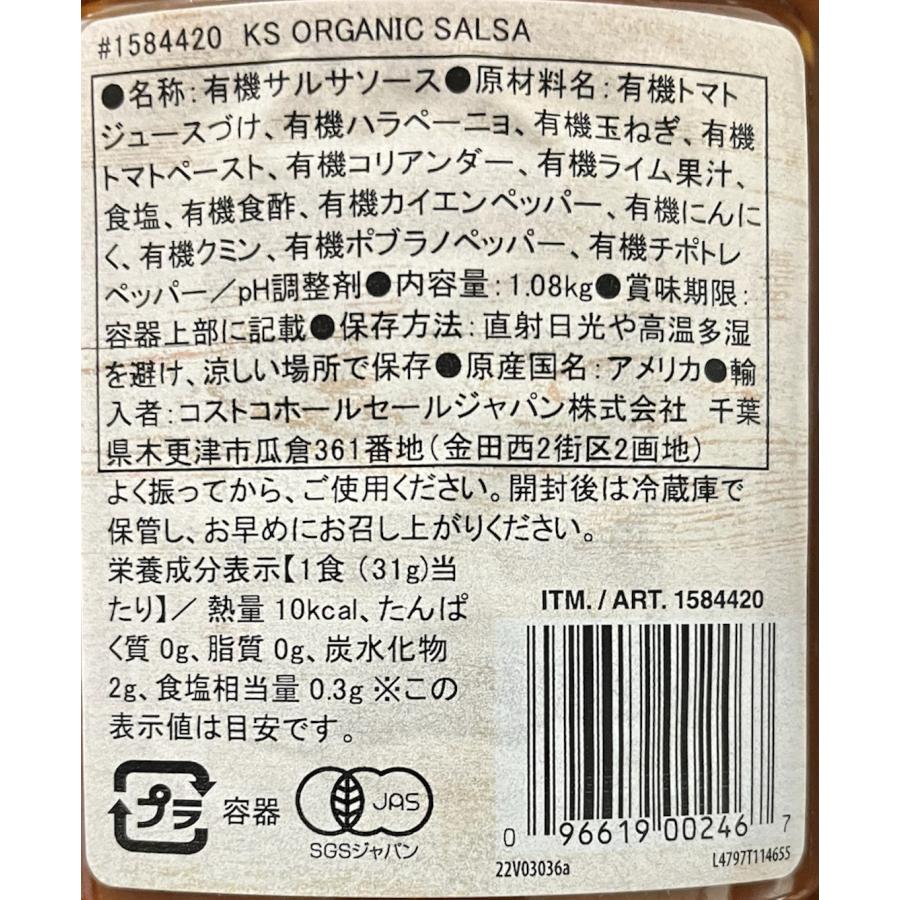 #1584420 KS ORGANIC SALSA
●名称:有機サルサソース●原材料名:有機トマト
ジュースづけ、有機ハラペーニョ、有機玉ねぎ、有機
トマトペースト、有機コリアンダー、有機ライム果汁、
食塩、有機食酢、有機カイエンペッパー、有機にんに
く、有機クミン、有機ポブラノペッパー、有機チポトレ
ペッパー/pH調整剤●内容量:1.08kg●賞味期限:
容器上部に記載●保存方法:直射日光や高温多湿
を避け、涼しい場所で保存●原産国名:アメリカ●輸
入者:コストコホールセールジャパン株式会社 千葉
県木更津市瓜倉361番地(金田西2街区2画地)
よく振ってから、ご使用ください。開封後は冷蔵庫で
保管し、お早めにお召し上がりください。
栄養成分表示【1食 (31g)当
たり】/ 熱量 10kcal、たんぱ
く質 0g、脂質 0g、炭水化物
2g、食塩相当量 0.3g ※この
表示値は目安です。
ITM. / ART. 1584420
0 96619 00246 7
22V03036a
L4797T114655
プラ
容器
JAS
SGSジャパン